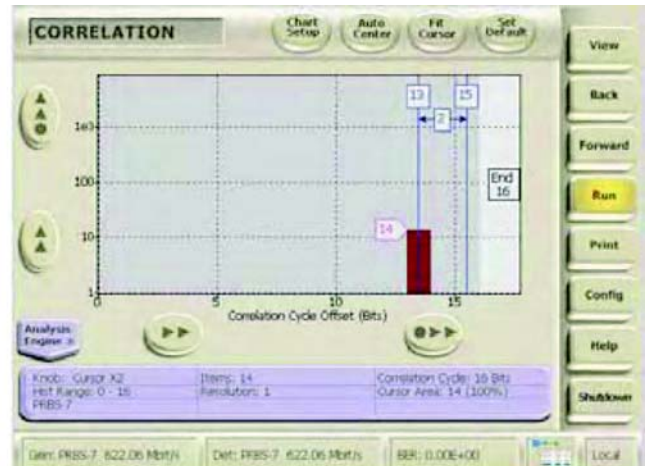 CORRELATION
Chart Setup
Auto Center
Fit Cursor
Set Default
View
Back
Forward
Run
Print
Config
Help
Shutdown
13
15
2
1e3
100
10
1
14
End 16
0
5
10
15
Correlation Cycle Offset (Bits)
Analysis Engine »
Knob: Cursor X2
Items: 14
Correlation Cycle: 16 Bits
Hist Range: 0 - 16
Resolution: 1
Cursor Area: 14 (100%)
PRBS-7
Gen: PRBS-7 622.06 Mbit/s
Det: PRBS-7 622.06 Mbit/s
BER: 0.00E+00
Local